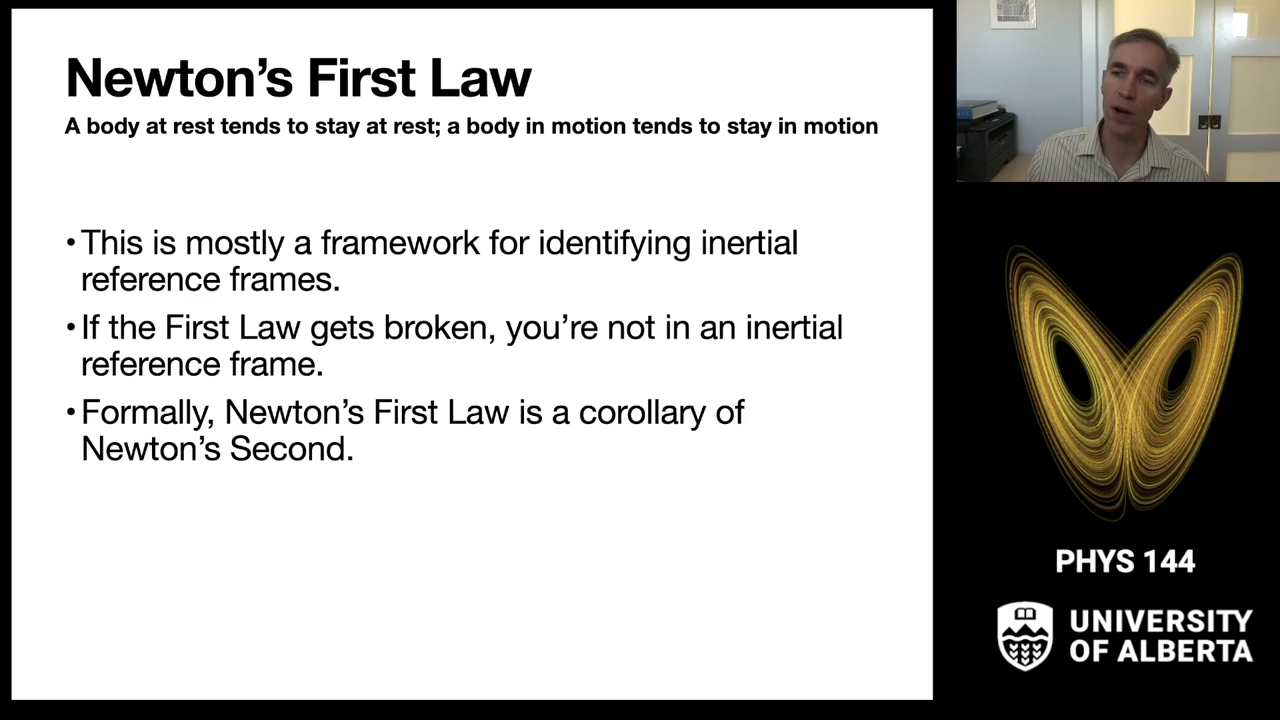 Newton’s First Law
A body at rest tends to stay at rest; a body in motion tends to stay in motion
•This is mostly a framework for identifying inertial
reference frames.
•If the First Law gets broken, you’re not in an inertial
reference frame.
•Formally, Newton’s First Law is a corollary of
Newton’s Second.
PHYS 144
UNIVERSITY
OF ALBERTA